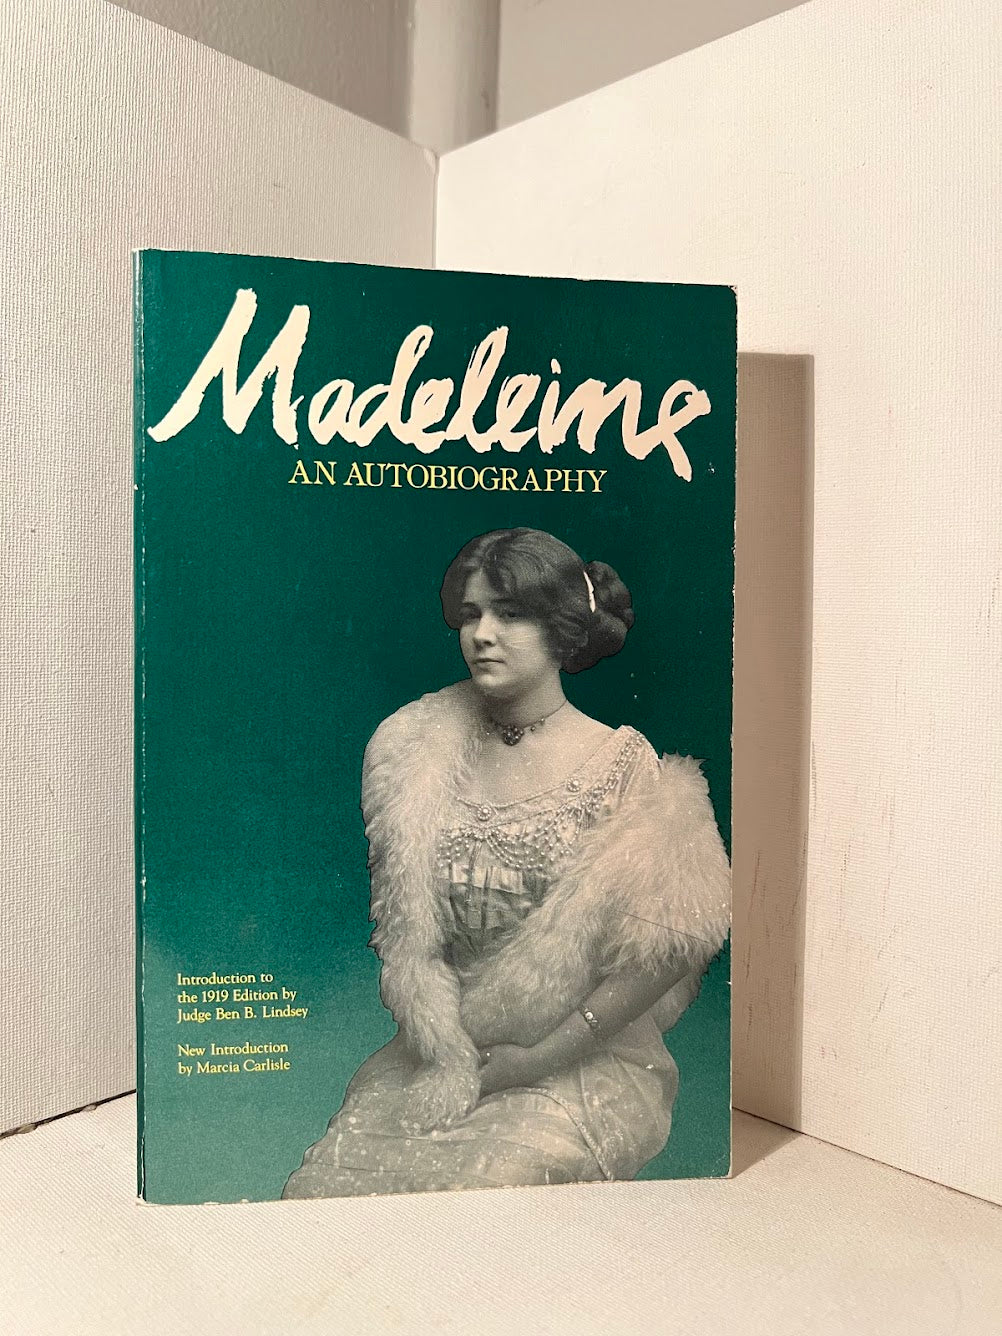 Madeleine
AN AUTOBIOGRAPHY
Introduction to
the 1919 Edition by
Judge Ben B. Lindsey
New Introduction
by Marcia Carlisle